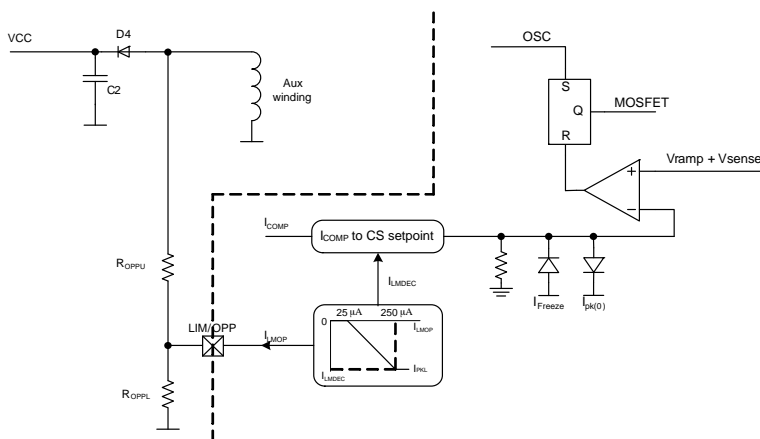 VCC
D4
C2
Aux
winding
OSC
S
Q
R
MOSFET
Vramp + Vsense
+
−
I_COMP
I_COMP to CS setpoint
I_LMDEC
I_Freeze
I_pk(0)
R_OPPU
LIM/OPP
I_LMOP
25 µA 250 µA
0
I_LMOP
I_LMDEC
I_PKL
R_OPPL